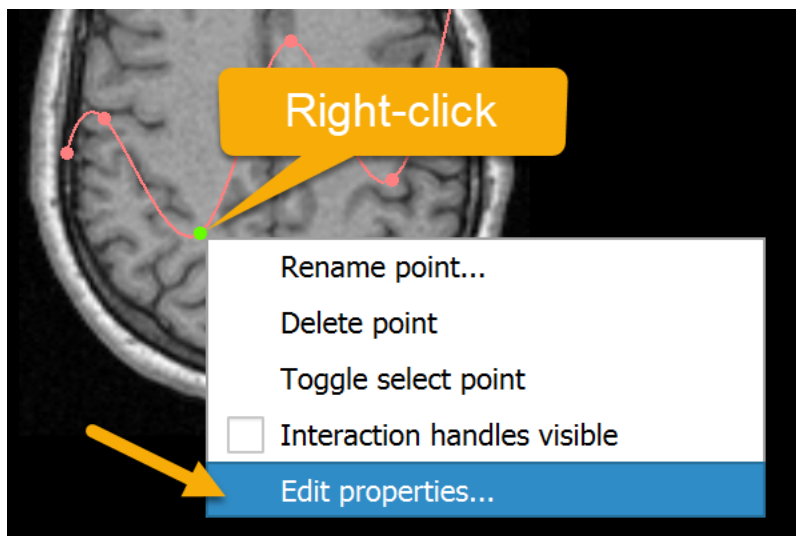 Right-click
Rename point...
Delete point
Toggle select point
Interaction handles visible
Edit properties...